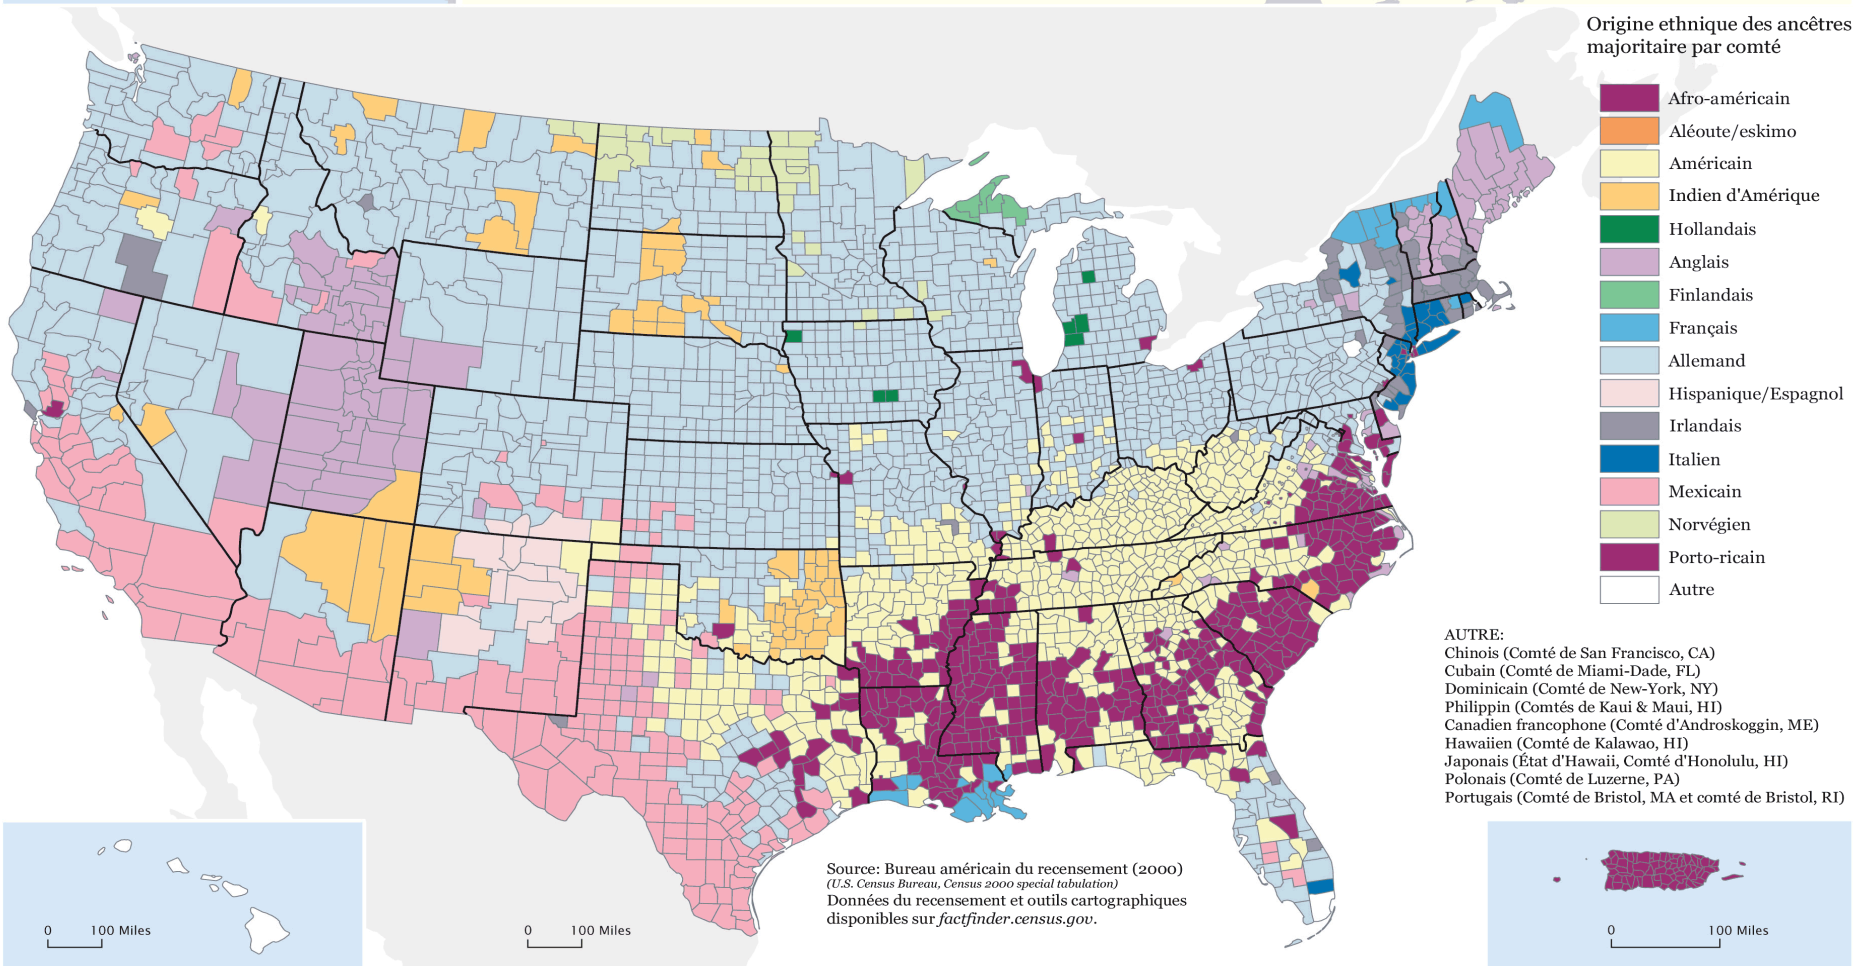 Origine ethnique des ancêtres
majoritaire par comté
Afro-américain
Aléoute/eskimo
Américain
Indien d'Amérique
Hollandais
Anglais
Finlandais
Français
Allemand
Hispanique/Espagnol
Irlandais
Italien
Mexicain
Norvégien
Porto-ricain
Autre
AUTRE:
Chinois (Comté de San Francisco, CA)
Cubain (Comté de Miami-Dade, FL)
Dominicain (Comté de New-York, NY)
Philippin (Comtés de Kaui & Maui, HI)
Canadien francophone (Comté d'Androskoggin, ME)
Hawaiien (Comté de Kalawao, HI)
Japonais (État d'Hawaii, Comté d'Honolulu, HI)
Polonais (Comté de Luzerne, PA)
Portugais (Comté de Bristol, MA et comté de Bristol, RI)
Source: Bureau américain du recensement (2000)
(U.S. Census Bureau, Census 2000 special tabulation)
Données du recensement et outils cartographiques
disponibles sur factfinder.census.gov.
0 100 Miles
0 100 Miles
0 100 Miles